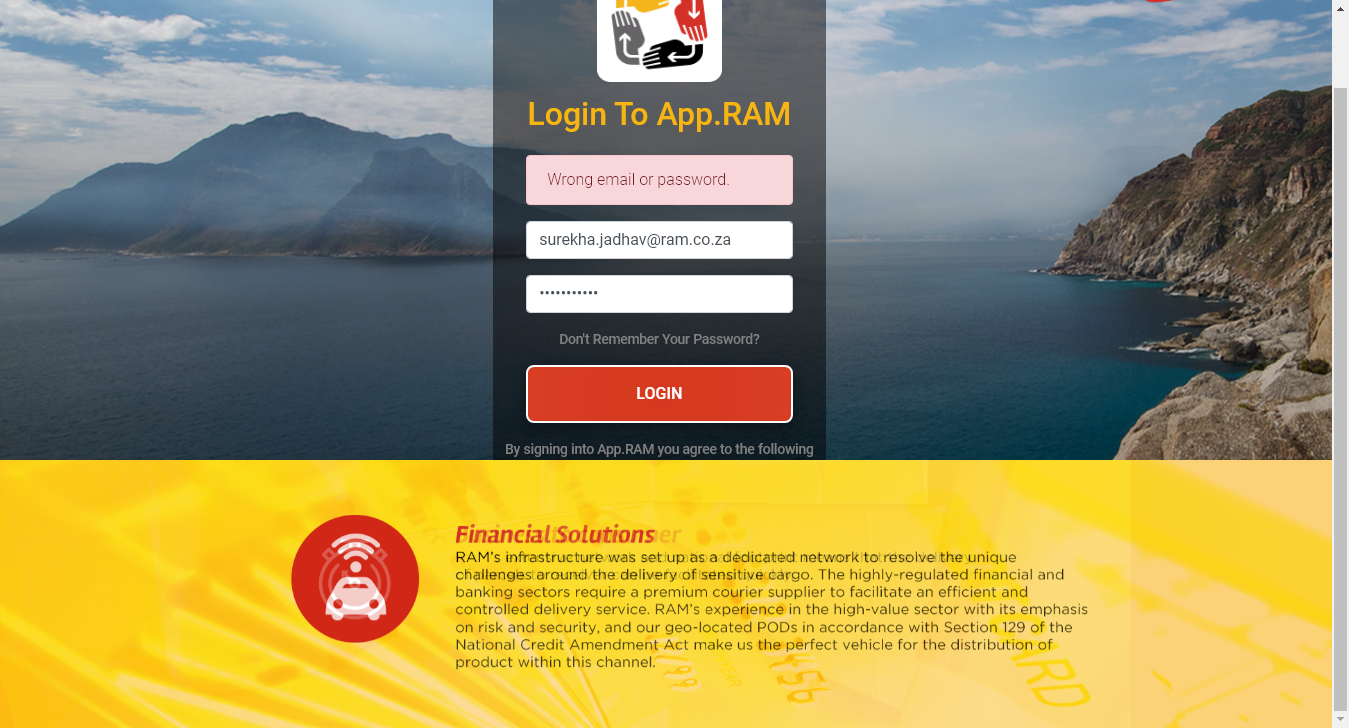 Login To App.RAM
Wrong email or password.
surekha.jadhav@ram.co.za
•••••••••••
Don't Remember Your Password?
LOGIN
By signing into App.RAM you agree to the following
Financial Solutions
RAM's infrastructure was set up as a dedicated network to resolve the unique
challenges around the delivery of sensitive cargo. The highly-regulated financial and
banking sectors require a premium courier supplier to facilitate an efficient and
controlled delivery service. RAM's experience in the high-value sector with its emphasis
on risk and security, and our geo-located PODs in accordance with Section 129 of the
National Credit Amendment Act make us the perfect vehicle for the distribution of
product within this channel.